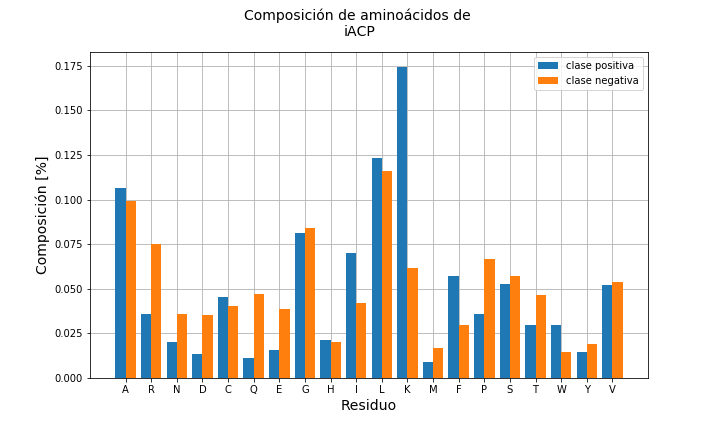 Composición de aminoácidos de
iACP
clase positiva
clase negativa
Composición [%]
0.175
0.150
0.125
0.100
0.075
0.050
0.025
0.000
A R N D C Q E G H I L K M F P S T W Y V
Residuo